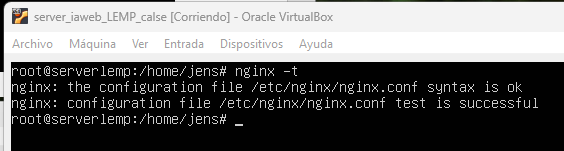 server_iaweb_LEMP_calse [Corriendo] - Oracle VirtualBox
Archivo Máquina Ver Entrada Dispositivos Ayuda
root@serverlemp:/home/jens# nginx -t
nginx: the configuration file /etc/nginx/nginx.conf syntax is ok
nginx: configuration file /etc/nginx/nginx.conf test is successful
root@serverlemp:/home/jens# _